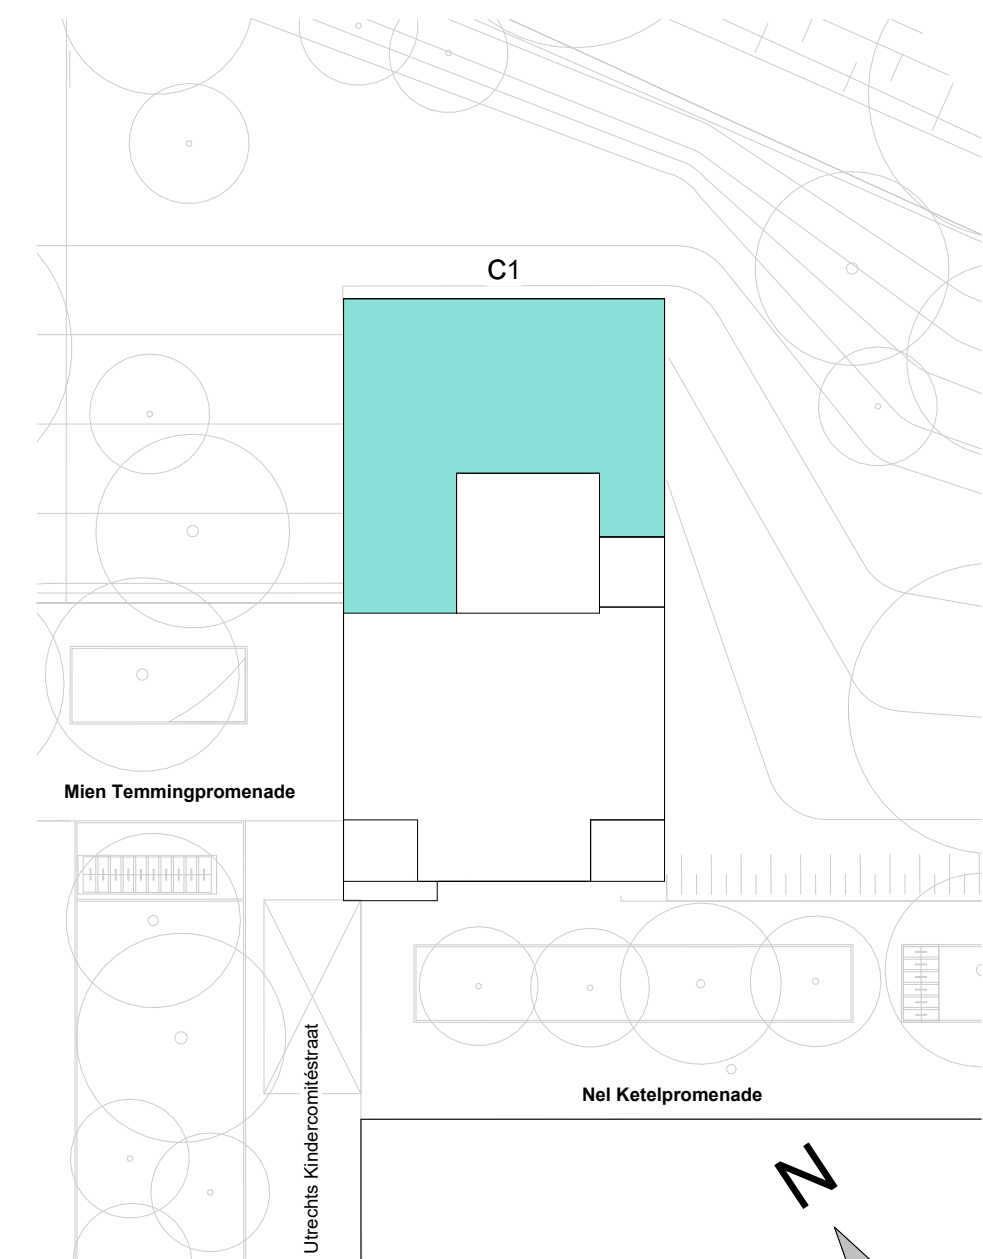 C1
Mien Temmingpromenade
Utrechts Kindercomitéstraat
Nel Ketelpromenade
N